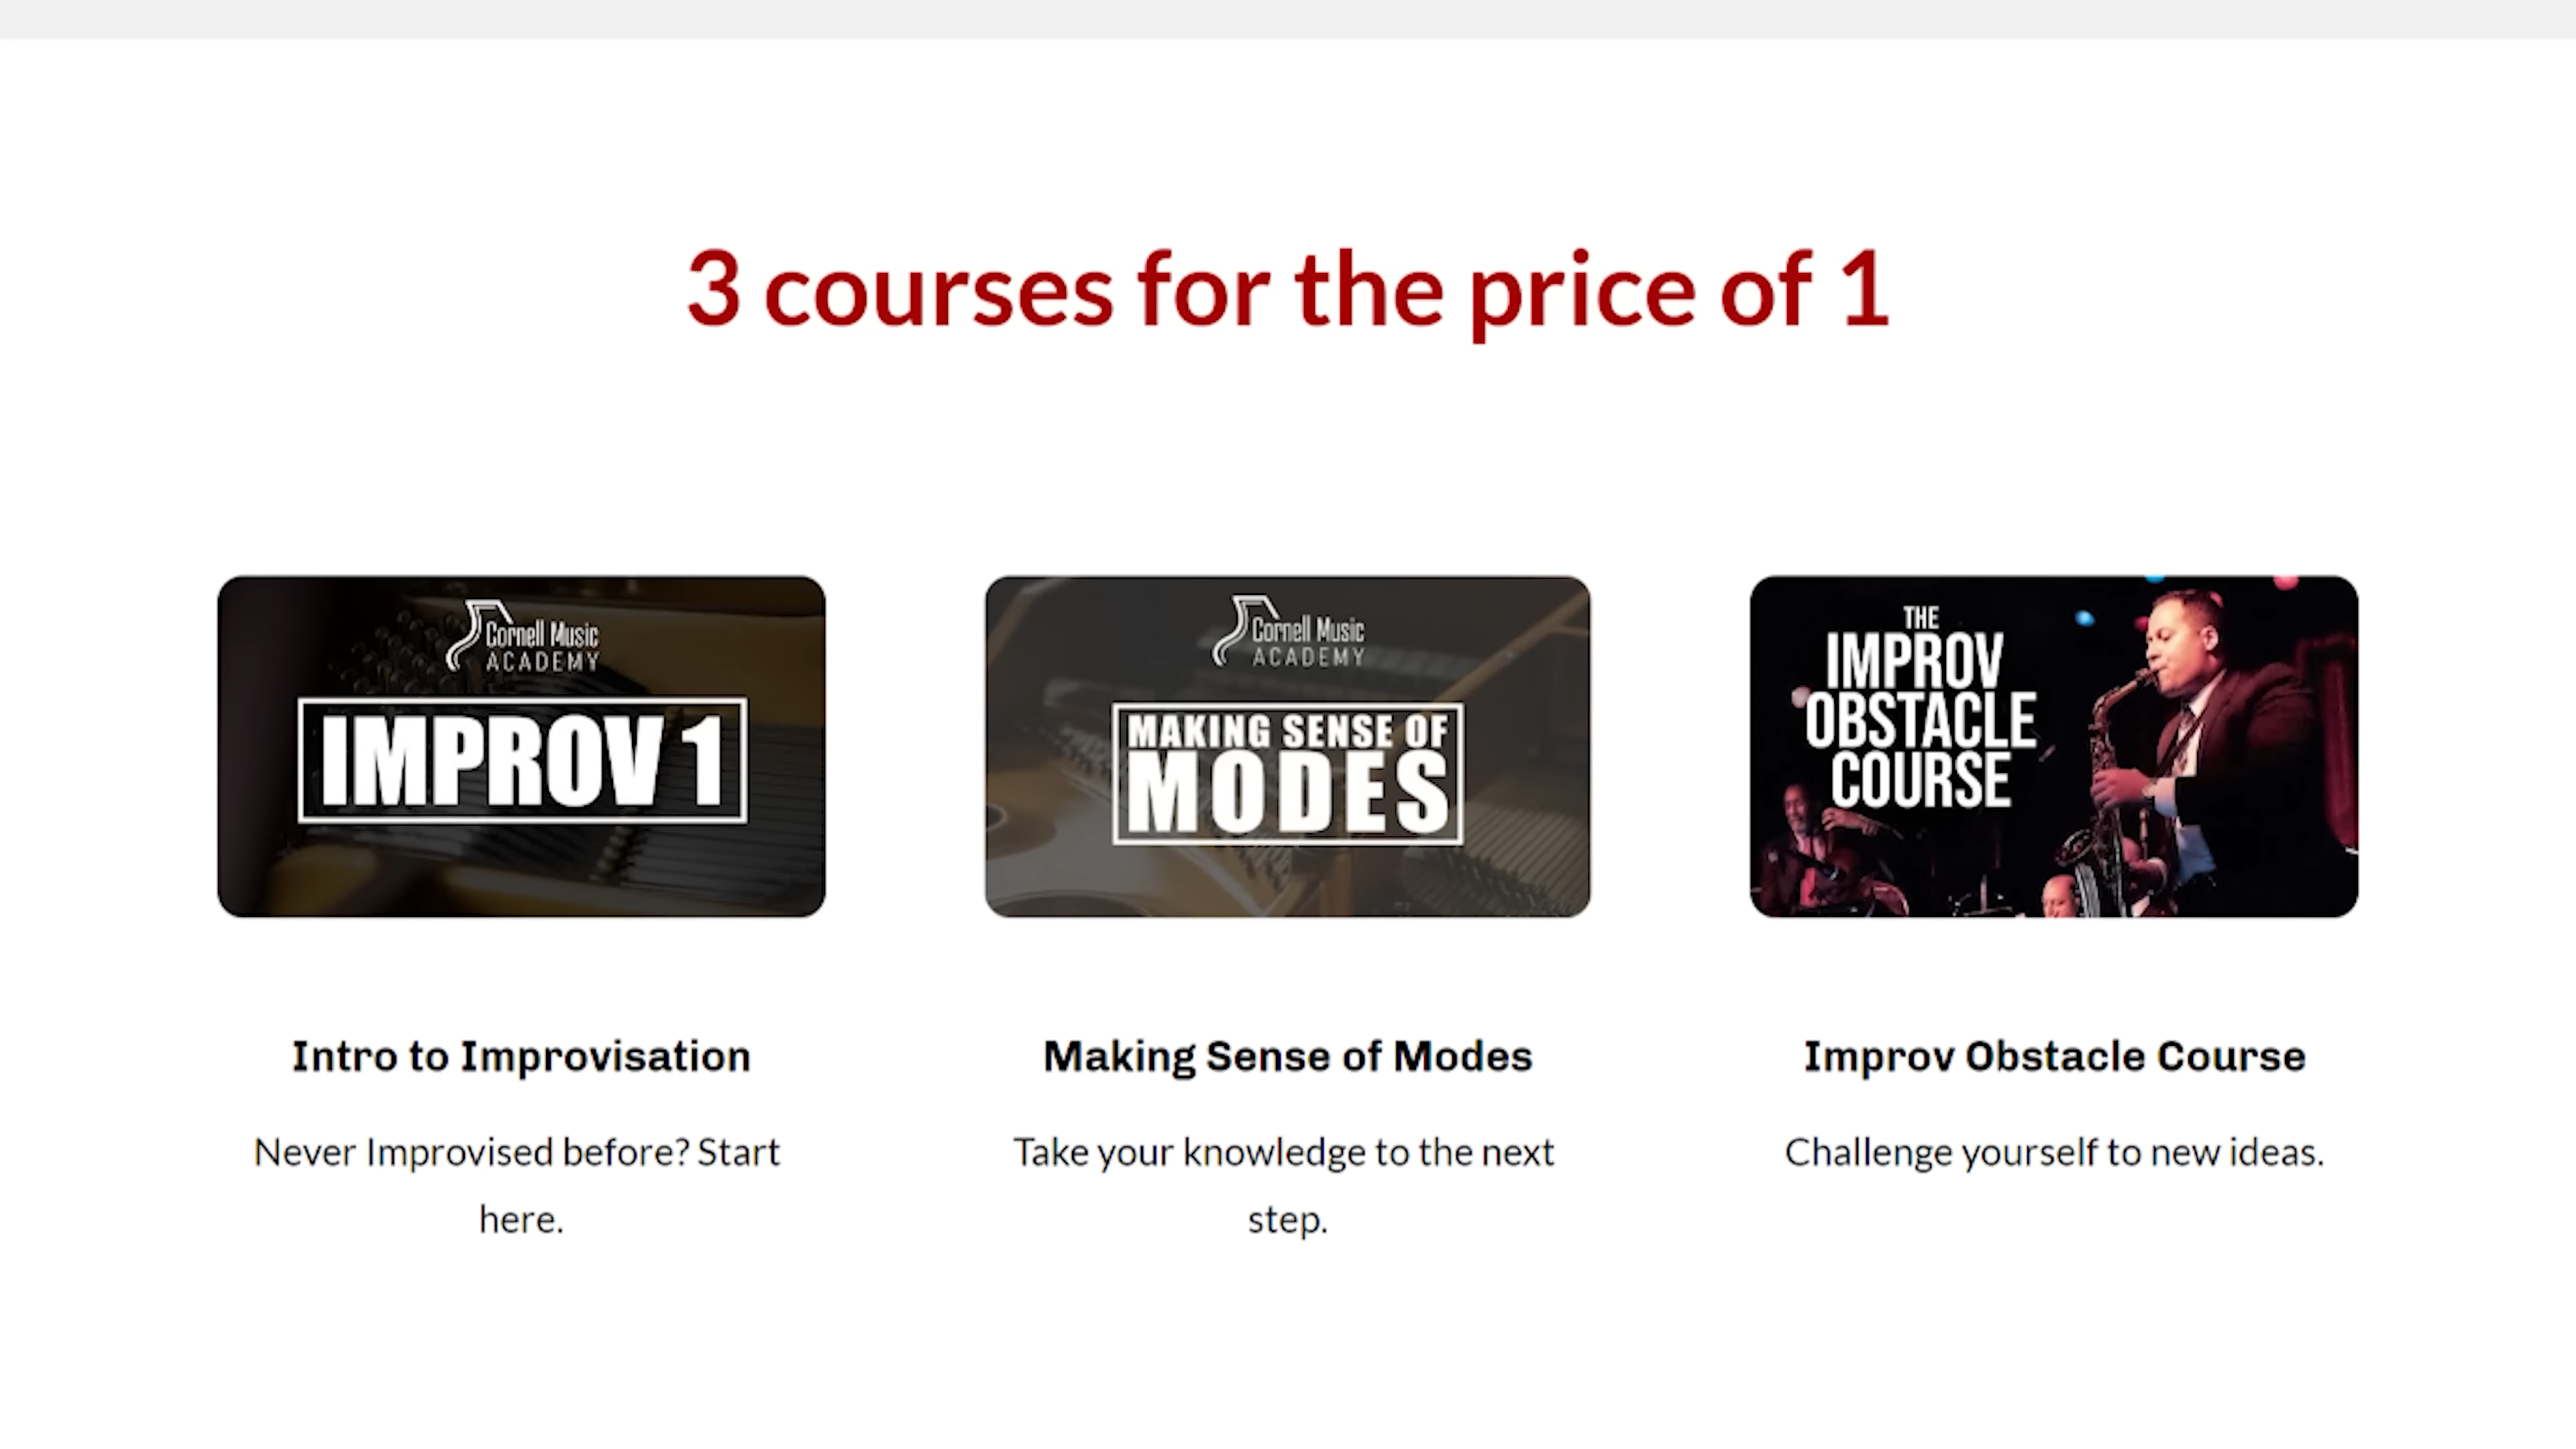 3 courses for the price of 1
Cornell Music
ACADEMY
IMPROV 1
Cornell Music
ACADEMY
MAKING SENSE OF
MODES
THE
IMPROV
OBSTACLE
COURSE
Intro to Improvisation
Never Improvised before? Start
here.
Making Sense of Modes
Take your knowledge to the next
step.
Improv Obstacle Course
Challenge yourself to new ideas.